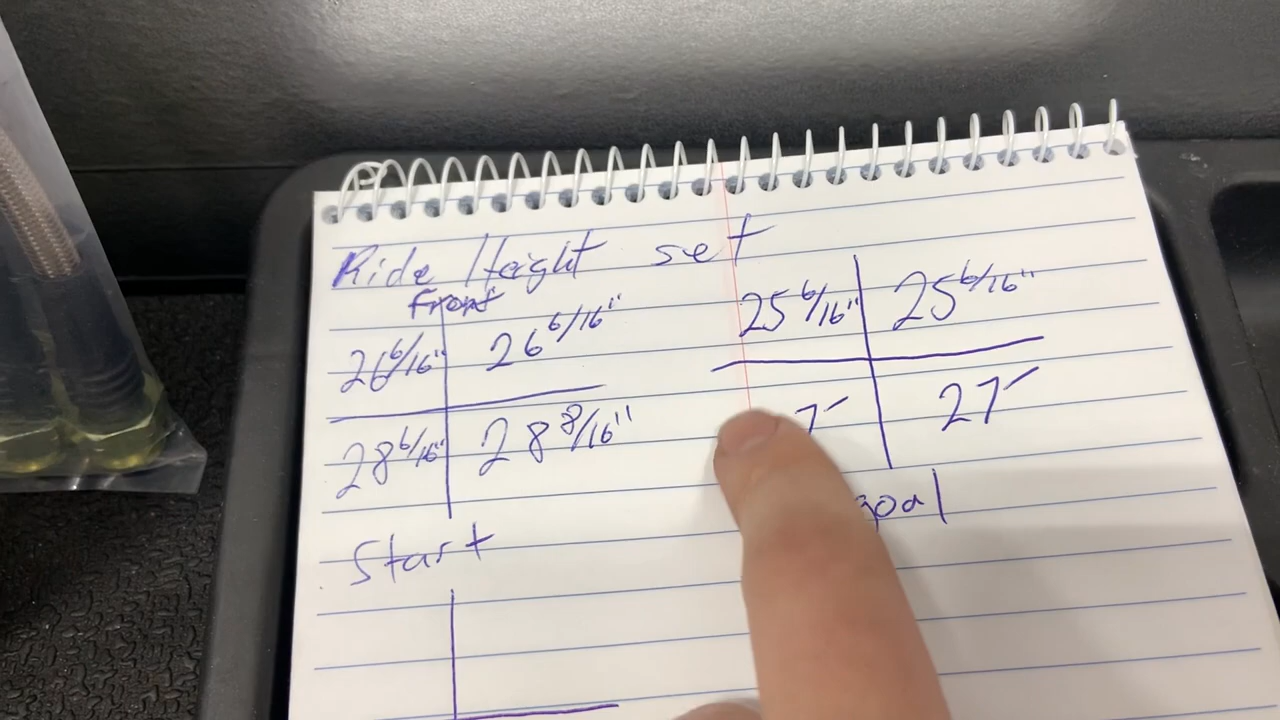 Ride Height set
Front
26 6/16" 26 6/16" 25 6/16" 25 6/16"
28 6/16" 28 8/16" 7- 27-
Start goal